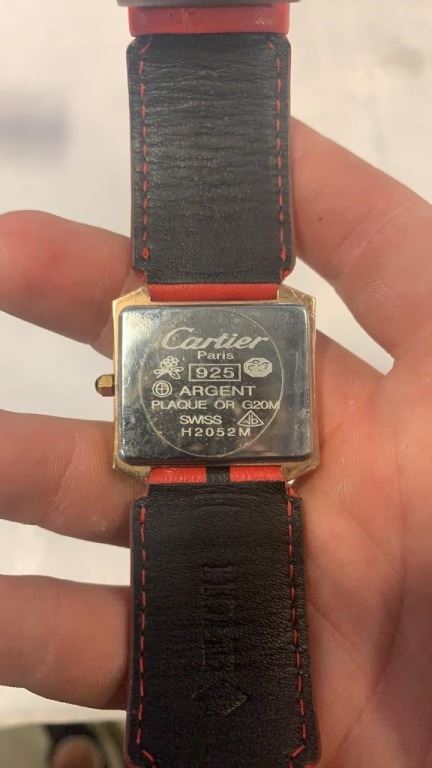 Cartier
Paris
925
ARGENT
PLAQUE OR G20M
SWISS
H2052M